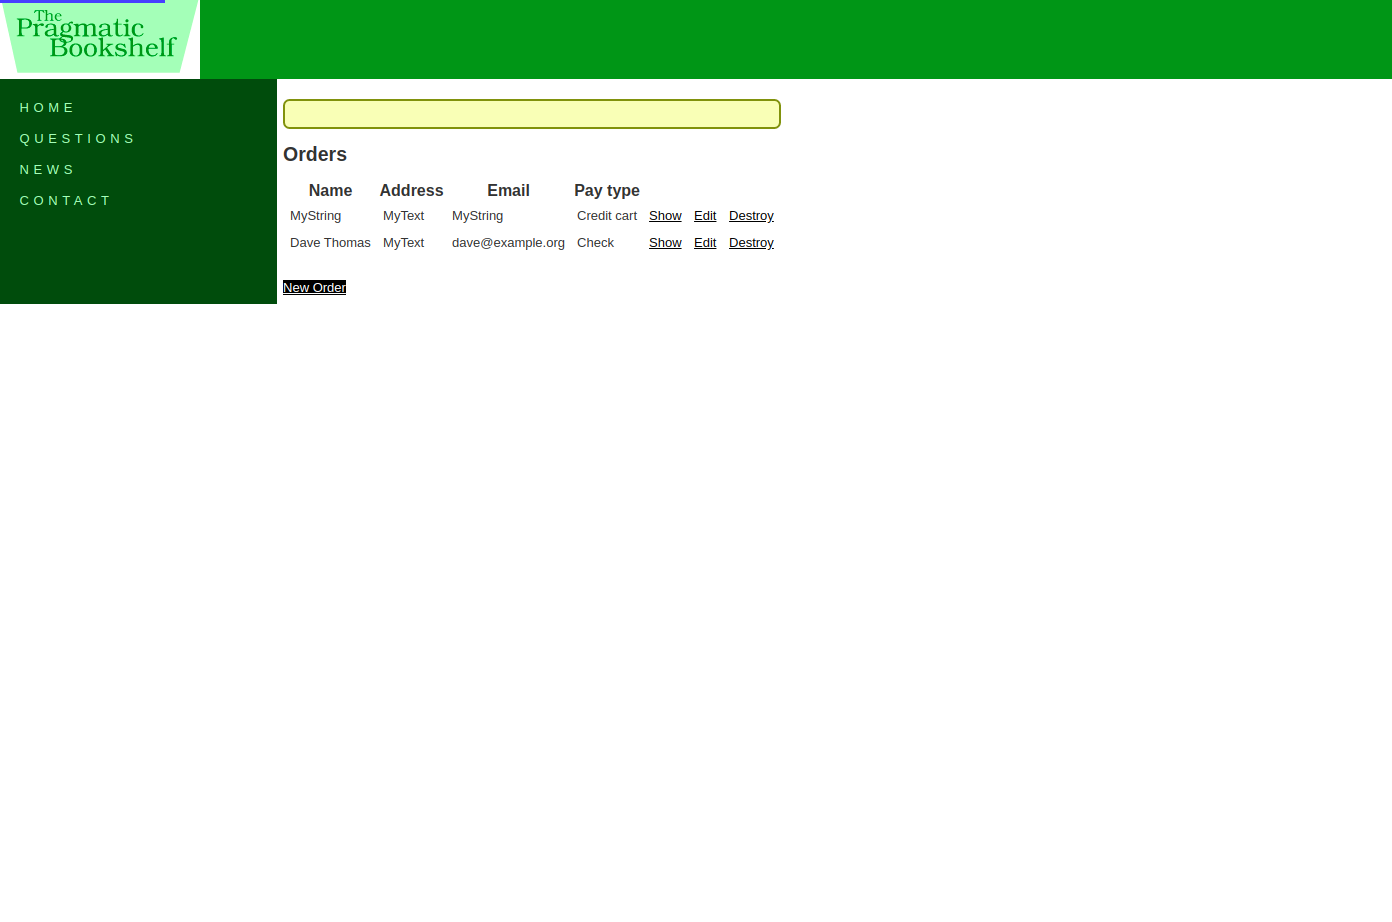 The
Pragmatic
Bookshelf
HOME
QUESTIONS
NEWS
CONTACT
Orders
Name Address Email Pay type
MyString MyText MyString Credit cart Show Edit Destroy
Dave Thomas MyText dave@example.org Check Show Edit Destroy
New Order